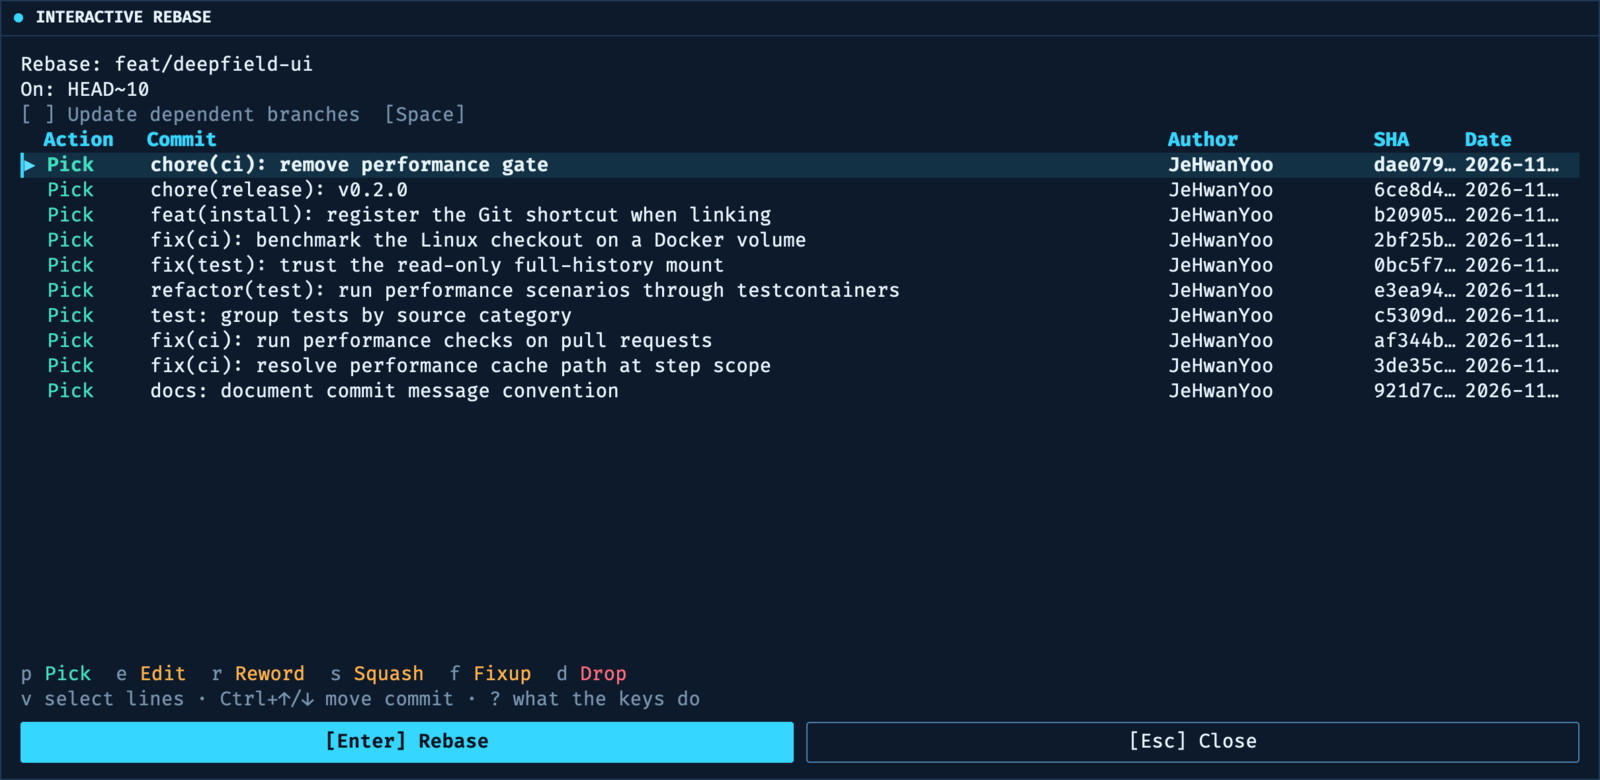 ● INTERACTIVE REBASE
Rebase: feat/deepfield-ui
On: HEAD~10
[ ] Update dependent branches [Space]
Action Commit Author SHA Date
▶ Pick chore(ci): remove performance gate JeHwanYoo dae079… 2026-11…
Pick chore(release): v0.2.0 JeHwanYoo 6ce8d4… 2026-11…
Pick feat(install): register the Git shortcut when linking JeHwanYoo b20905… 2026-11…
Pick fix(ci): benchmark the Linux checkout on a Docker volume JeHwanYoo 2bf25b… 2026-11…
Pick fix(test): trust the read-only full-history mount JeHwanYoo 0bc5f7… 2026-11…
Pick refactor(test): run performance scenarios through testcontainers JeHwanYoo e3ea94… 2026-11…
Pick test: group tests by source category JeHwanYoo c5309d… 2026-11…
Pick fix(ci): run performance checks on pull requests JeHwanYoo af344b… 2026-11…
Pick fix(ci): resolve performance cache path at step scope JeHwanYoo 3de35c… 2026-11…
Pick docs: document commit message convention JeHwanYoo 921d7c… 2026-11…
p Pick e Edit r Reword s Squash f Fixup d Drop
v select lines · Ctrl+↑/↓ move commit · ? what the keys do
[Enter] Rebase [Esc] Close